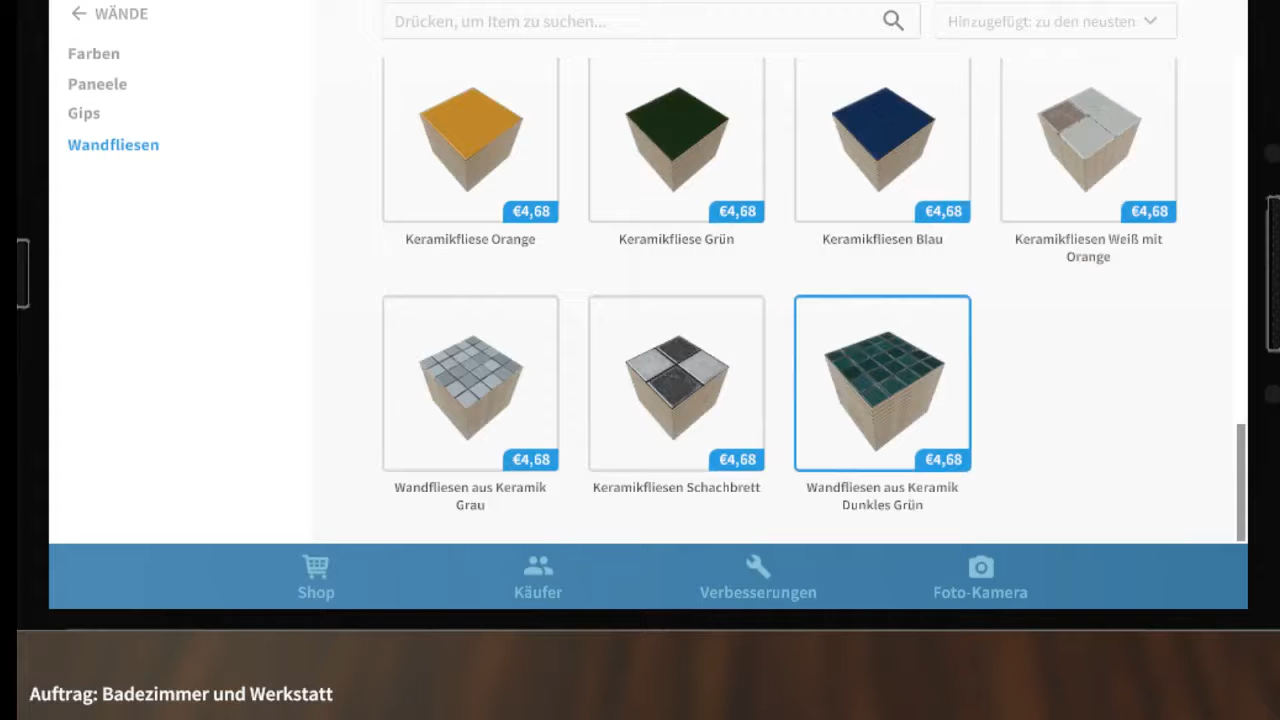 WÄNDE
Drücken, um Item zu suchen...
Hinzugefügt: zu den neusten
Farben
Paneele
Gips
Wandfliesen
€4,68
€4,68
€4,68
€4,68
Keramikfliese Orange
Keramikfliese Grün
Keramikfliesen Blau
Keramikfliesen Weiß mit
Orange
€4,68
€4,68
€4,68
Wandfliesen aus Keramik
Grau
Keramikfliesen Schachbrett
Wandfliesen aus Keramik
Dunkles Grün
Shop
Käufer
Verbesserungen
Foto-Kamera
Auftrag: Badezimmer und Werkstatt